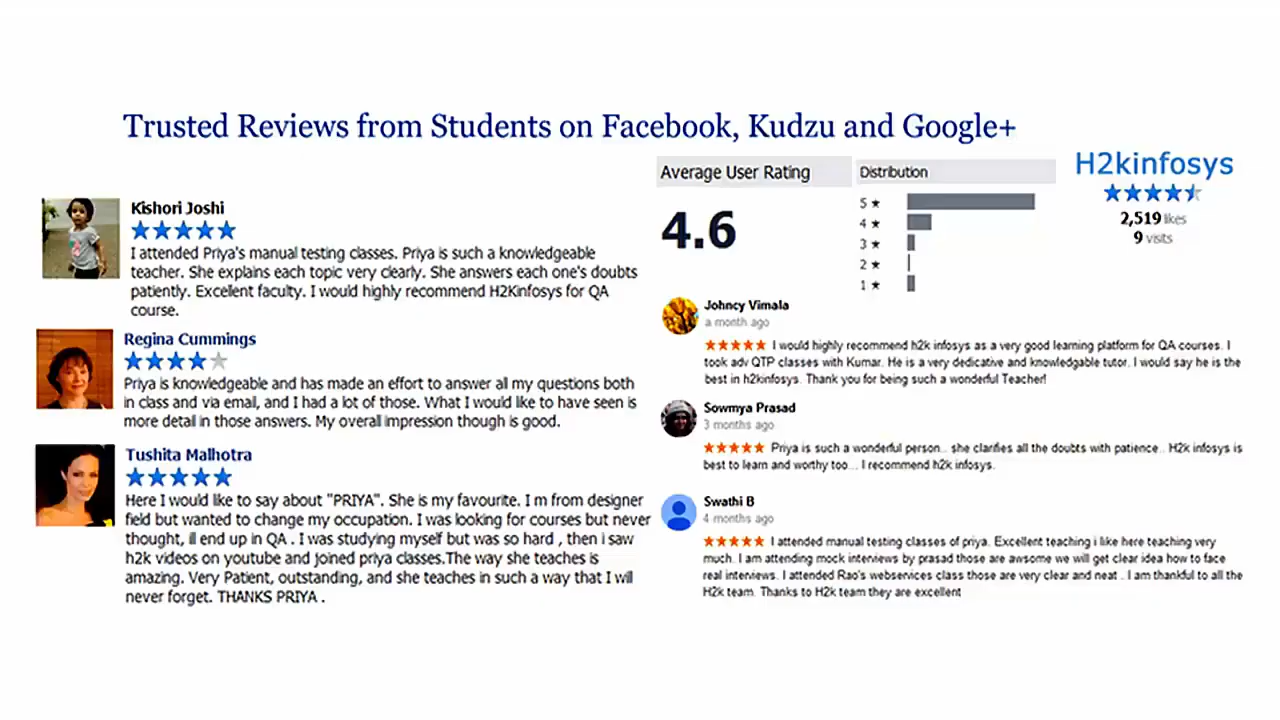 Trusted Reviews from Students on Facebook, Kudzu and Google+
Kishori Joshi
I attended Priya's manual testing classes. Priya is such a knowledgeable
teacher. She explains each topic very clearly. She answers each one's doubts
patiently. Excellent faculty. I would highly recommend H2Kinfosys for QA
course.
Regina Cummings
Priya is knowledgeable and has made an effort to answer all my questions both
in class and via email, and I had a lot of those. What I would like to have seen is
more detail in those answers. My overall impression though is good.
Tushita Malhotra
Here I would like to say about "PRIYA". She is my favourite. I m from designer
field but wanted to change my occupation. I was looking for courses but never
thought, ill end up in QA . I was studying myself but was so hard , then i saw
h2k videos on youtube and joined priya classes.The way she teaches is
amazing. Very Patient, outstanding, and she teaches in such a way that I will
never forget. THANKS PRIYA .
Average User Rating
4.6
Distribution
5 ★
4 ★
3 ★
2 ★
1 ★
H2kinfosys
2,519 likes
9 visits
Johncy Vimala
a month ago
I would highly recommend h2k infosys as a very good learning platform for QA courses. I
took adv QTP classes with Kumar. He is a very dedicative and knowledgable tutor. I would say he is the
best in h2kinfosys. Thank you for being such a wonderful Teacher!
Sowmya Prasad
3 months ago
Priya is such a wonderful person.. she clarifies all the doubts with patience.. H2k infosys is
best to learn and worthy too... I recommend h2k infosys.
Swathi B
4 months ago
I attended manual testing classes of priya. Excellent teaching i like here teaching very
much. I am attending mock interviews by prasad those are awsome we will get clear idea how to face
real interviews. I attended Rao's webservices class those are very clear and neat . I am thankful to all the
H2k team. Thanks to H2k team they are excellent